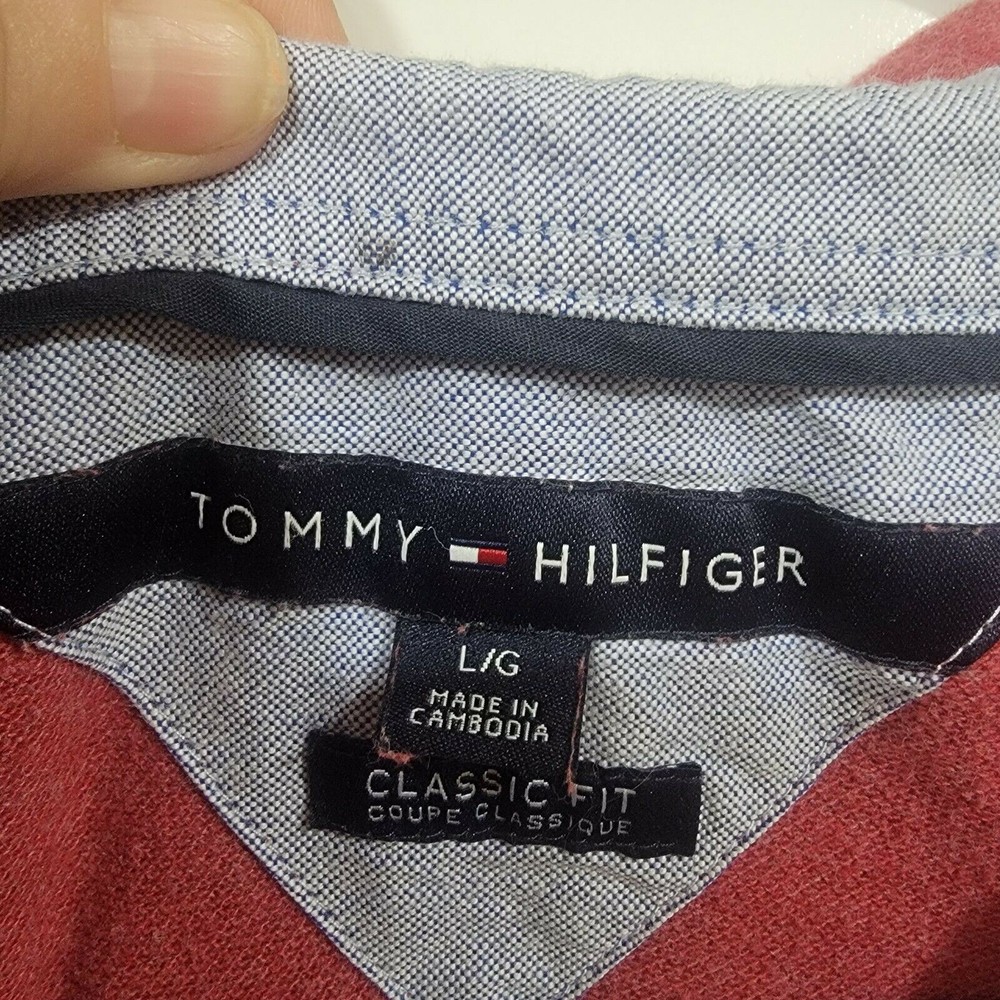 TOMMY HILFIGER
L/G
MADE IN
CAMBODIA
CLASSIC FIT
COUPE CLASSIQUE